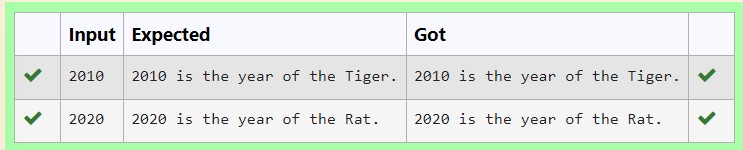 Input Expected Got
2010 2010 is the year of the Tiger. 2010 is the year of the Tiger.
2020 2020 is the year of the Rat. 2020 is the year of the Rat.